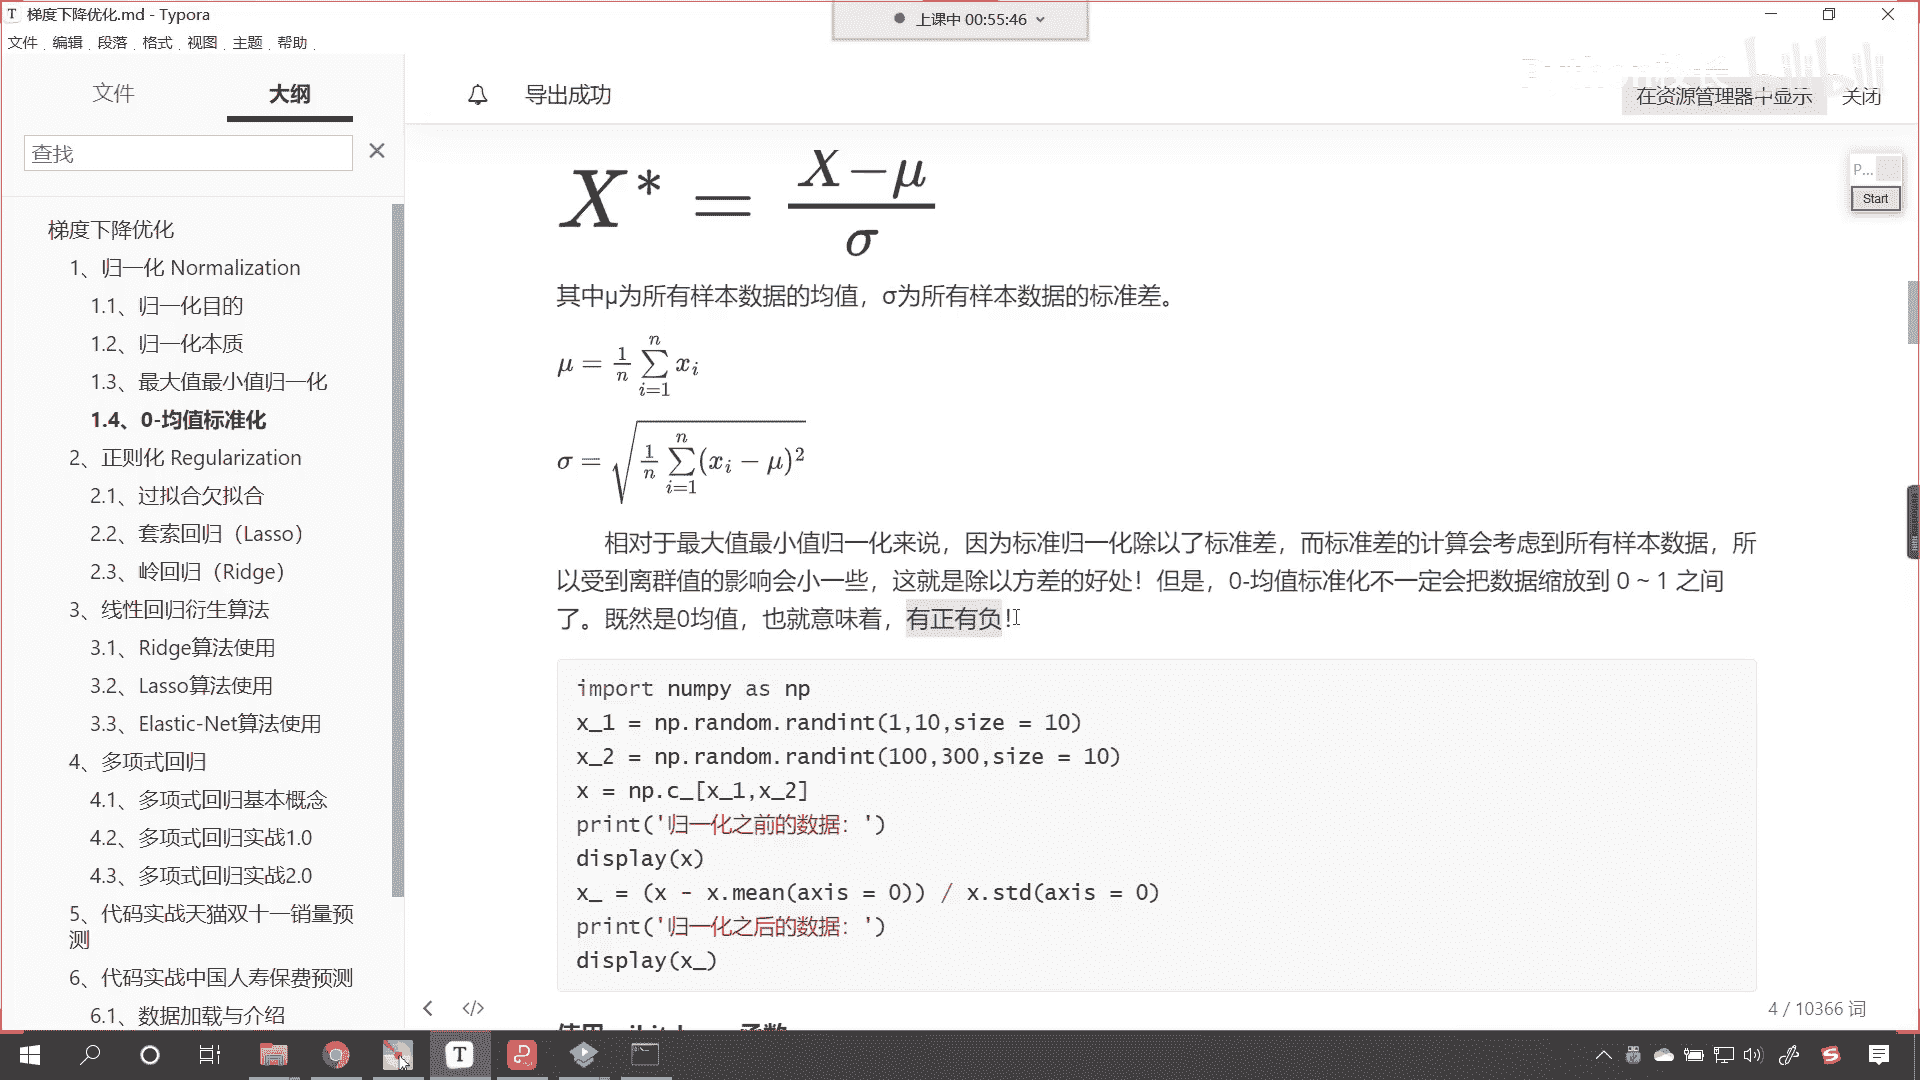 梯度下降优化.md - Typora
上课中 00:55:46
文件 编辑 段落 格式 视图 主题 帮助
文件 大纲
查找
梯度下降优化
1、归一化 Normalization
1.1、归一化目的
1.2、归一化本质
1.3、最大值最小值归一化
1.4、0-均值标准化
2、正则化 Regularization
2.1、过拟合欠拟合
2.2、套索回归（Lasso）
2.3、岭回归（Ridge）
3、线性回归衍生算法
3.1、Ridge算法使用
3.2、Lasso算法使用
3.3、Elastic-Net算法使用
4、多项式回归
4.1、多项式回归基本概念
4.2、多项式回归实战1.0
4.3、多项式回归实战2.0
5、代码实战天猫双十一销量预
测
6、代码实战中国人寿保费预测
6.1、数据加载与介绍
导出成功
在资源管理器中显示 关闭
P...
Start
X* = (X − μ) / σ
其中μ为所有样本数据的均值，σ为所有样本数据的标准差。
μ = 1/n ∑_{i=1}^{n} x_i
σ = √(1/n ∑_{i=1}^{n} (x_i − μ)²)
相对于最大值最小值归一化来说，因为标准归一化除以了标准差，而标准差的计算会考虑到所有样本数据，所
以受到离群值的影响会小一些，这就是除以方差的好处！但是，0-均值标准化不一定会把数据缩放到 0 ~ 1 之间
了。既然是0均值，也就意味着，有正有负！
import numpy as np
x_1 = np.random.randint(1,10,size = 10)
x_2 = np.random.randint(100,300,size = 10)
x = np.c_[x_1,x_2]
print('归一化之前的数据：')
display(x)
x_ = (x - x.mean(axis = 0)) / x.std(axis = 0)
print('归一化之后的数据：')
display(x_)
4 / 10366 词